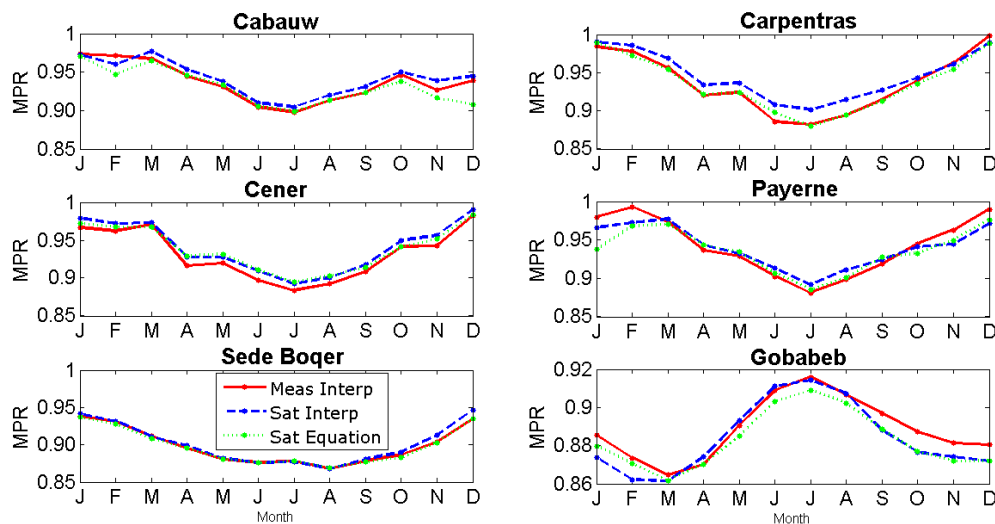 Cabauw
1
0.95
0.90
0.85
MPR
J F M A M J J A S O N D
Carpentras
1
0.95
0.90
0.85
MPR
J F M A M J J A S O N D
Cener
1
0.95
0.9
0.85
MPR
J F M A M J J A S O N D
Payerne
1
0.95
0.9
0.85
MPR
J F M A M J J A S O N D
Sede Boqer
1
0.95
0.90
0.85
MPR
Meas Interp
Sat Interp
Sat Equation
J F M A M J J A S O N D
Month
Gobabeb
0.92
0.9
0.88
0.86
MPR
J F M A M J J A S O N D
Month